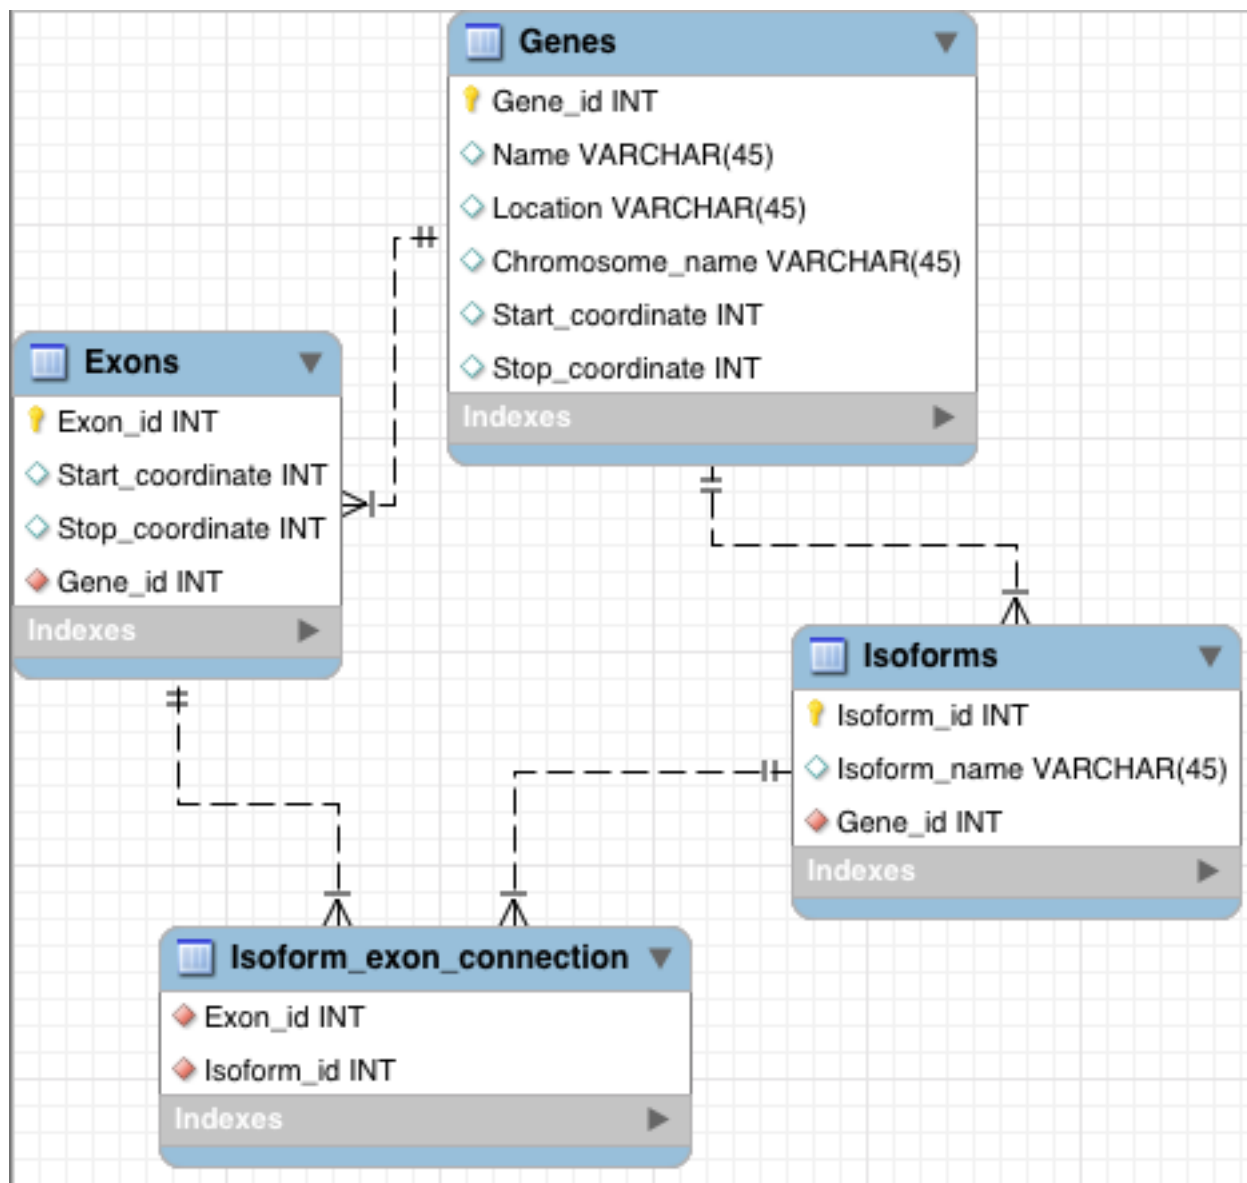 Genes
Gene_id INT
Name VARCHAR(45)
Location VARCHAR(45)
Chromosome_name VARCHAR(45)
Start_coordinate INT
Stop_coordinate INT
Indexes
Exons
Exon_id INT
Start_coordinate INT
Stop_coordinate INT
Gene_id INT
Indexes
Isoforms
Isoform_id INT
Isoform_name VARCHAR(45)
Gene_id INT
Indexes
Isoform_exon_connection
Exon_id INT
Isoform_id INT
Indexes